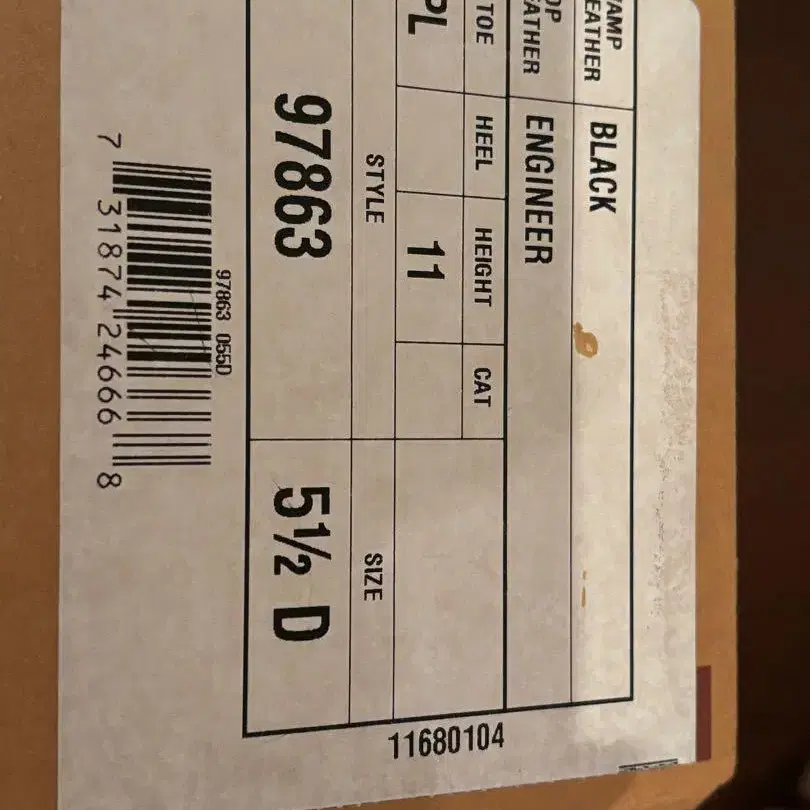 VAMP LEATHER BLACK
TOP LEATHER ENGINEER
TOE HEEL HEIGHT CAT
PL 11
STYLE SIZE
97863 5½ D
97863 055D
7 31874 24666 8
11680104